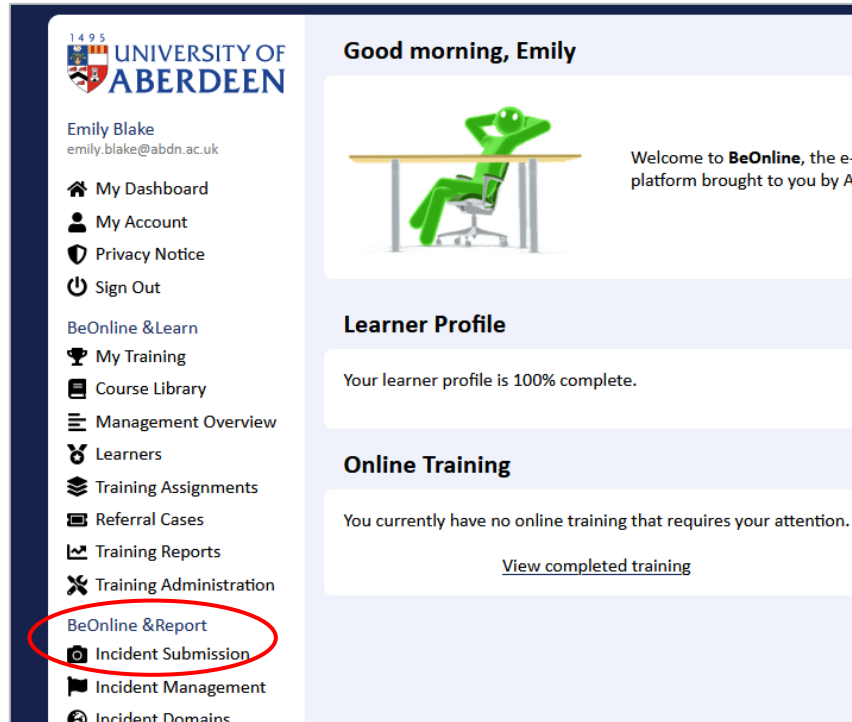 1495
UNIVERSITY OF
ABERDEEN
Emily Blake
emily.blake@abdn.ac.uk
My Dashboard
My Account
Privacy Notice
Sign Out
BeOnline &Learn
My Training
Course Library
Management Overview
Learners
Training Assignments
Referral Cases
Training Reports
Training Administration
BeOnline &Report
Incident Submission
Incident Management
Incident Domains
Good morning, Emily
Welcome to BeOnline, the e-
platform brought to you by A
Learner Profile
Your learner profile is 100% complete.
Online Training
You currently have no online training that requires your attention.
View completed training